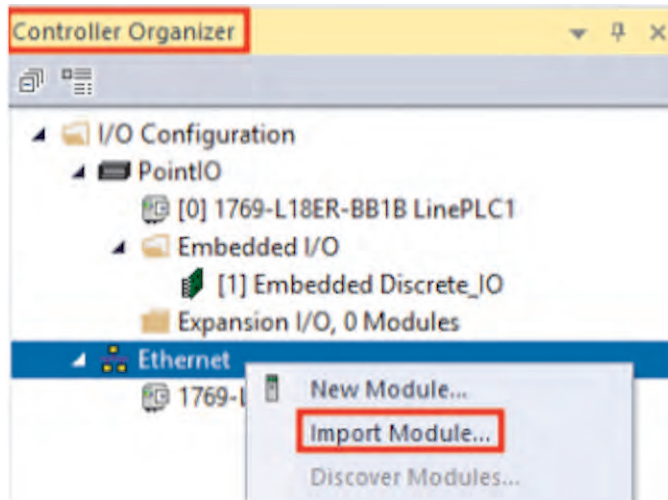 Controller Organizer
I/O Configuration
PointIO
[0] 1769-L18ER-BB1B LinePLC1
Embedded I/O
[1] Embedded Discrete_IO
Expansion I/O, 0 Modules
Ethernet
1769-L
New Module...
Import Module...
Discover Modules...